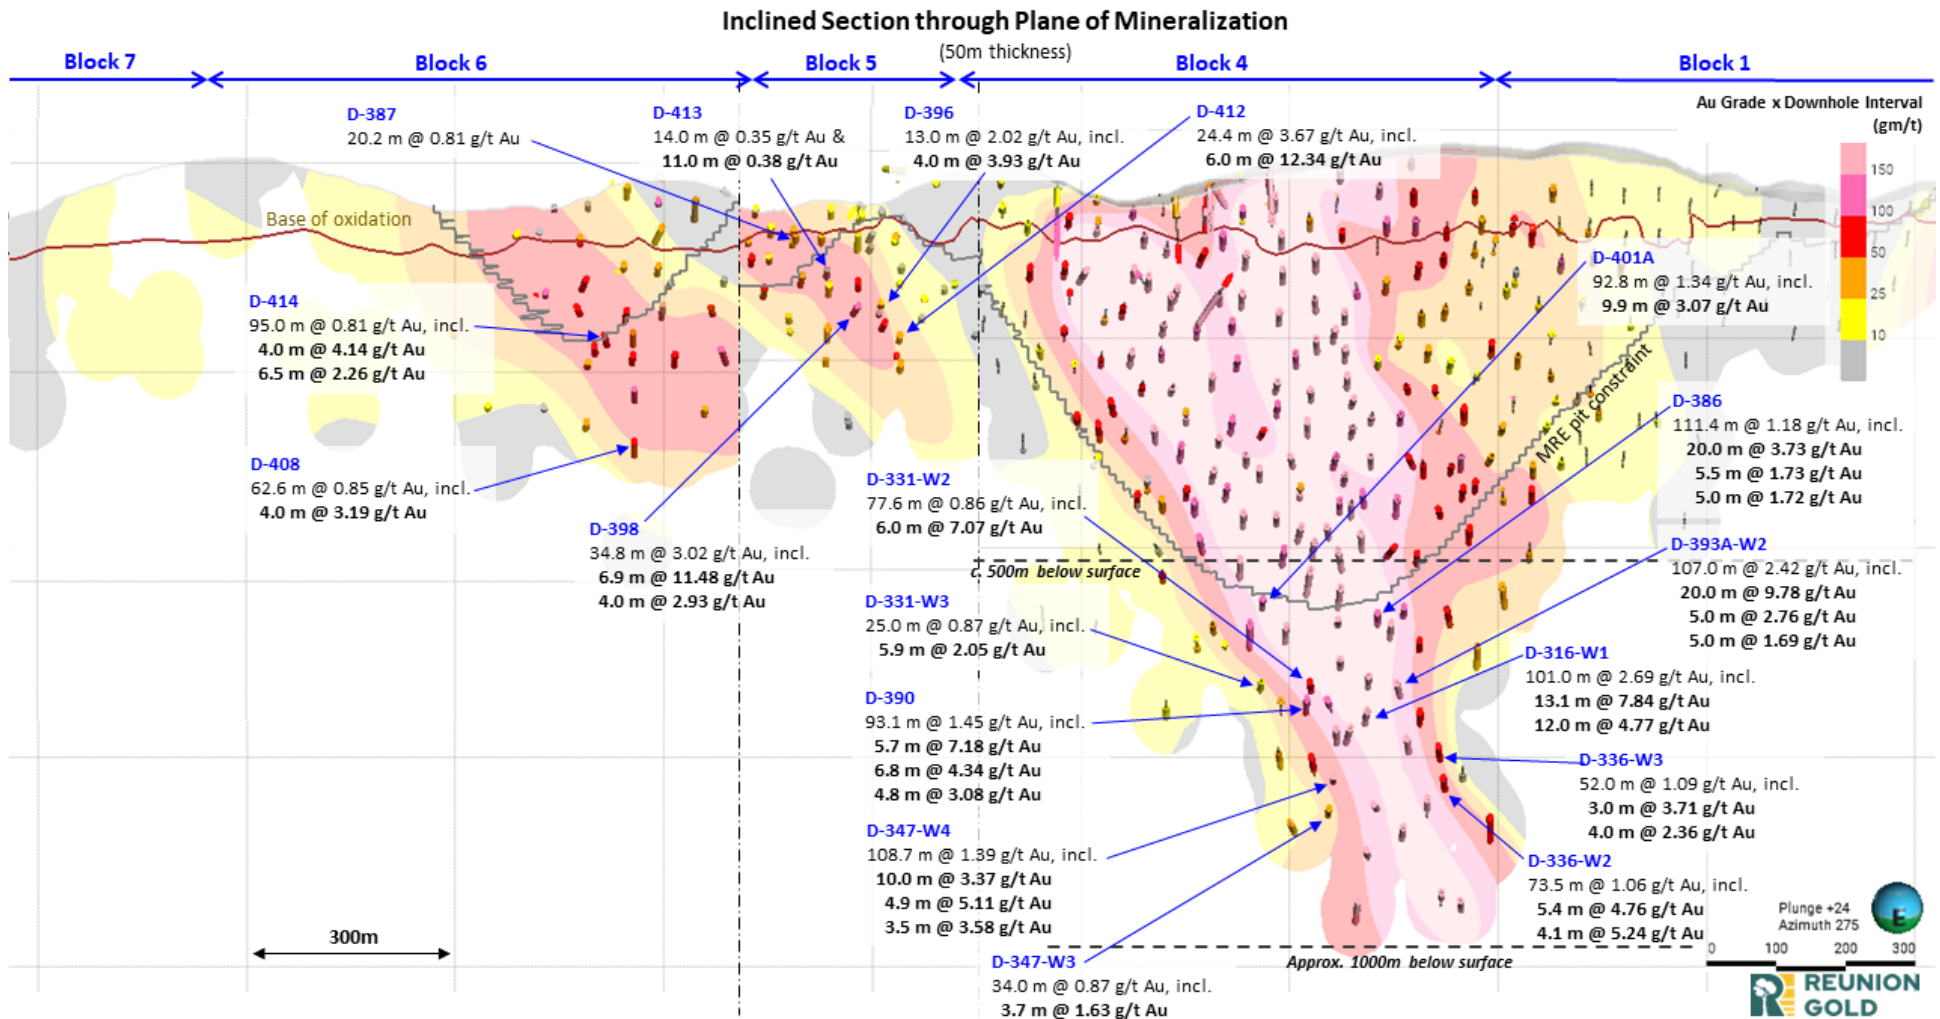 Inclined Section through Plane of Mineralization
(50m thickness)
Block 7
Block 6
Block 5
Block 4
Block 1
Au Grade x Downhole Interval
(gm/t)
150
100
50
25
10
D-387
20.2 m @ 0.81 g/t Au
D-413
14.0 m @ 0.35 g/t Au &
11.0 m @ 0.38 g/t Au
D-396
13.0 m @ 2.02 g/t Au, incl.
4.0 m @ 3.93 g/t Au
D-412
24.4 m @ 3.67 g/t Au, incl.
6.0 m @ 12.34 g/t Au
Base of oxidation
D-401A
92.8 m @ 1.34 g/t Au, incl.
9.9 m @ 3.07 g/t Au
D-414
95.0 m @ 0.81 g/t Au, incl.
4.0 m @ 4.14 g/t Au
6.5 m @ 2.26 g/t Au
MRE pit constraint
D-386
111.4 m @ 1.18 g/t Au, incl.
20.0 m @ 3.73 g/t Au
5.5 m @ 1.73 g/t Au
5.0 m @ 1.72 g/t Au
D-408
62.6 m @ 0.85 g/t Au, incl.
4.0 m @ 3.19 g/t Au
D-331-W2
77.6 m @ 0.86 g/t Au, incl.
6.0 m @ 7.07 g/t Au
D-398
34.8 m @ 3.02 g/t Au, incl.
6.9 m @ 11.48 g/t Au
4.0 m @ 2.93 g/t Au
c. 500m below surface
D-393A-W2
107.0 m @ 2.42 g/t Au, incl.
20.0 m @ 9.78 g/t Au
5.0 m @ 2.76 g/t Au
5.0 m @ 1.69 g/t Au
D-331-W3
25.0 m @ 0.87 g/t Au, incl.
5.9 m @ 2.05 g/t Au
D-316-W1
101.0 m @ 2.69 g/t Au, incl.
13.1 m @ 7.84 g/t Au
12.0 m @ 4.77 g/t Au
D-390
93.1 m @ 1.45 g/t Au, incl.
5.7 m @ 7.18 g/t Au
6.8 m @ 4.34 g/t Au
4.8 m @ 3.08 g/t Au
D-336-W3
52.0 m @ 1.09 g/t Au, incl.
3.0 m @ 3.71 g/t Au
4.0 m @ 2.36 g/t Au
D-347-W4
108.7 m @ 1.39 g/t Au, incl.
10.0 m @ 3.37 g/t Au
4.9 m @ 5.11 g/t Au
3.5 m @ 3.58 g/t Au
D-336-W2
73.5 m @ 1.06 g/t Au, incl.
5.4 m @ 4.76 g/t Au
4.1 m @ 5.24 g/t Au
Plunge +24
Azimuth 275
E
300m
0 100 200 300
D-347-W3
34.0 m @ 0.87 g/t Au, incl.
3.7 m @ 1.63 g/t Au
Approx. 1000m below surface
REUNION
GOLD